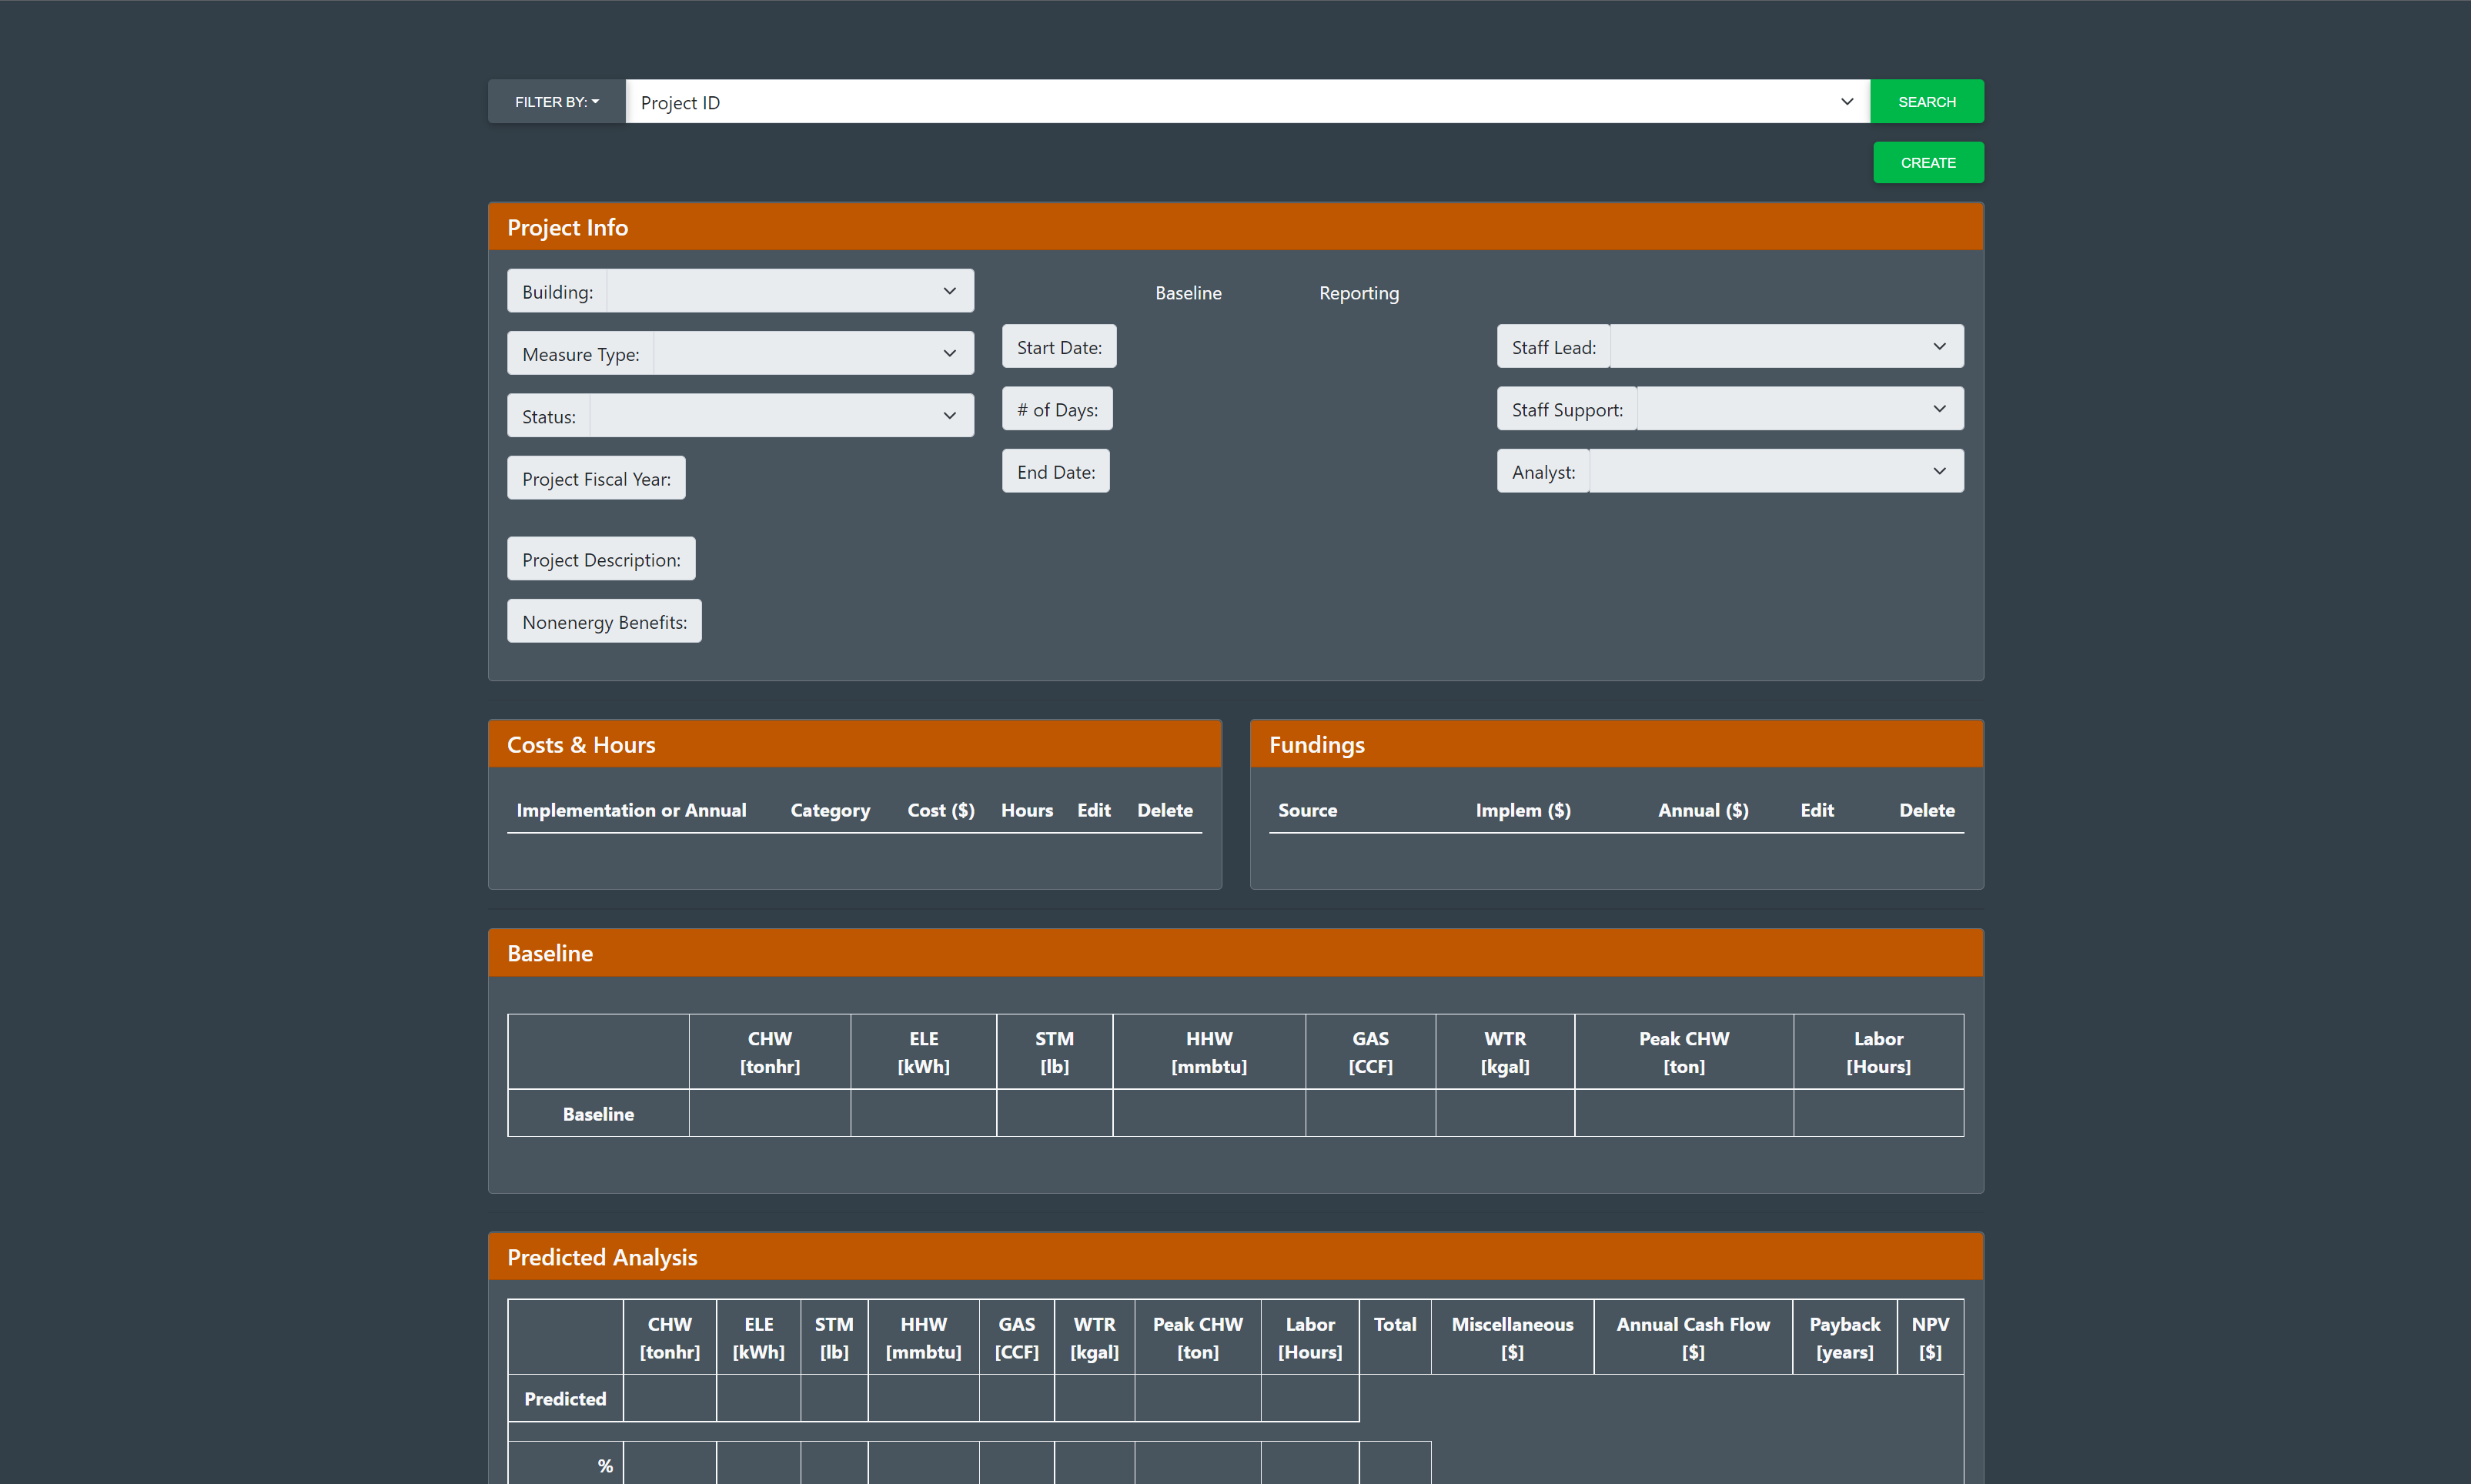 FILTER BY:
Project ID
SEARCH
CREATE
Project Info
Building:
Measure Type:
Status:
Project Fiscal Year:
Project Description:
Nonenergy Benefits:
Baseline Reporting
Start Date:
# of Days:
End Date:
Staff Lead:
Staff Support:
Analyst:
Costs & Hours
Implementation or Annual Category Cost ($) Hours Edit Delete
Fundings
Source Implem ($) Annual ($) Edit Delete
Baseline
CHW ELE STM HHW GAS WTR Peak CHW Labor
[tonhr] [kWh] [lb] [mmbtu] [CCF] [kgal] [ton] [Hours]
Baseline
Predicted Analysis
CHW ELE STM HHW GAS WTR Peak CHW Labor Total Miscellaneous Annual Cash Flow Payback NPV
[tonhr] [kWh] [lb] [mmbtu] [CCF] [kgal] [ton] [Hours] [$] [$] [years] [$]
Predicted
%